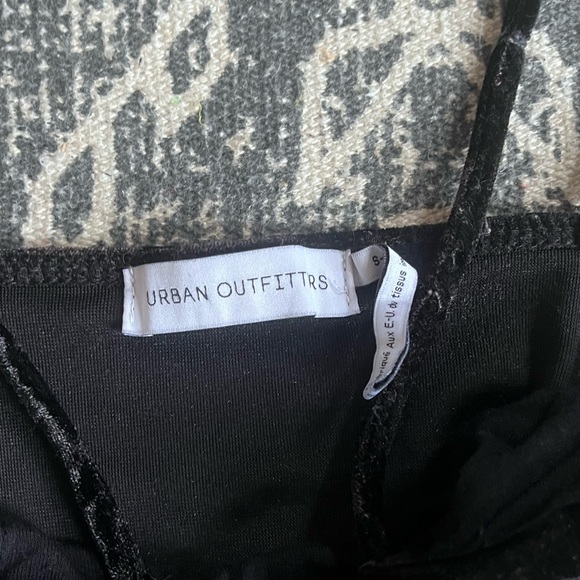 URBAN OUTFITTRS
S
Aux E-U. de tissus